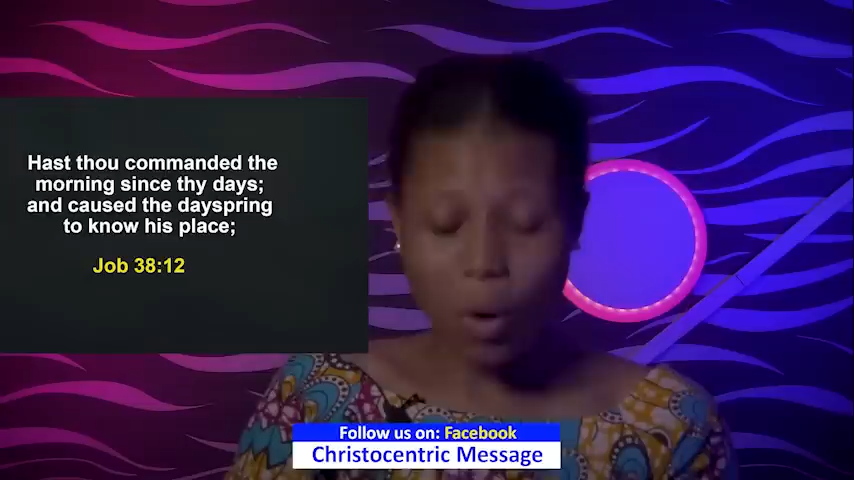 Hast thou commanded the
morning since thy days;
and caused the dayspring
to know his place;
Job 38:12
Follow us on: Facebook
Christocentric Message